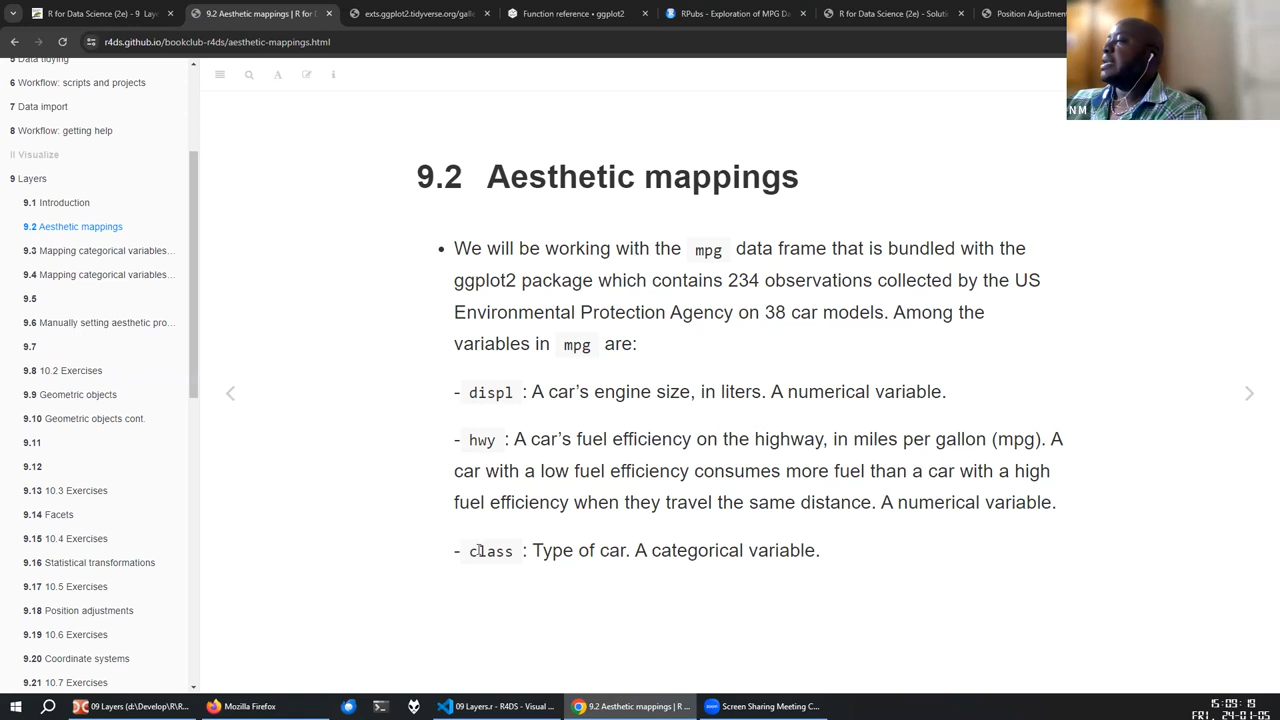 R for Data Science (2e) - 9 Lay
9.2 Aesthetic mappings | R for D
exts.ggplot2.tidyverse.org/gall
Function reference • ggplot2
RPubs - Exploration of MPG Da
R for Data Science (2e) - Soluti
Position Adjustment
r4ds.github.io/bookclub-r4ds/aesthetic-mappings.html
5 Data tidying
6 Workflow: scripts and projects
7 Data import
8 Workflow: getting help
II Visualize
9 Layers
9.1 Introduction
9.2 Aesthetic mappings
9.3 Mapping categorical variables…
9.4 Mapping categorical variables…
9.5
9.6 Manually setting aesthetic pro…
9.7
9.8 10.2 Exercises
9.9 Geometric objects
9.10 Geometric objects cont.
9.11
9.12
9.13 10.3 Exercises
9.14 Facets
9.15 10.4 Exercises
9.16 Statistical transformations
9.17 10.5 Exercises
9.18 Position adjustments
9.19 10.6 Exercises
9.20 Coordinate systems
9.21 10.7 Exercises
9.2 Aesthetic mappings
• We will be working with the mpg data frame that is bundled with the
ggplot2 package which contains 234 observations collected by the US
Environmental Protection Agency on 38 car models. Among the
variables in mpg are:
- displ : A car's engine size, in liters. A numerical variable.
- hwy : A car's fuel efficiency on the highway, in miles per gallon (mpg). A
car with a low fuel efficiency consumes more fuel than a car with a high
fuel efficiency when they travel the same distance. A numerical variable.
- class : Type of car. A categorical variable.
NM
09 Layers (d:\Develop\R\R...
Mozilla Firefox
09 Layers.r - R4DS - Visual ...
9.2 Aesthetic mappings | R ...
Screen Sharing Meeting C...
15:09:19
FRI, 24-01-05